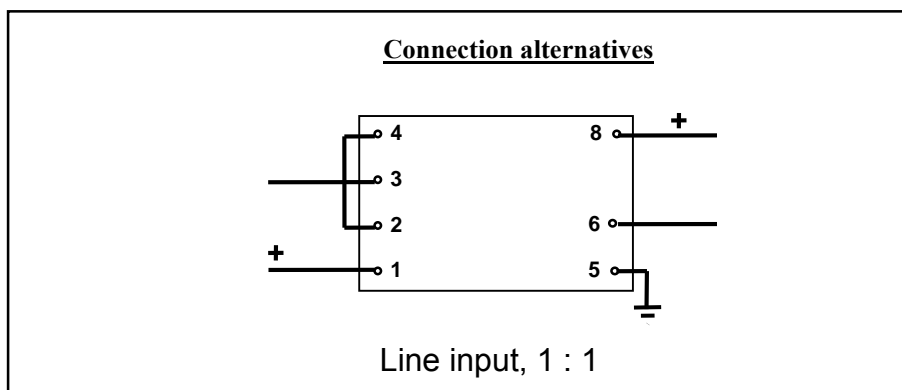 Connection alternatives
4 8 +
3
2 6
+ 1 5
Line input, 1 : 1